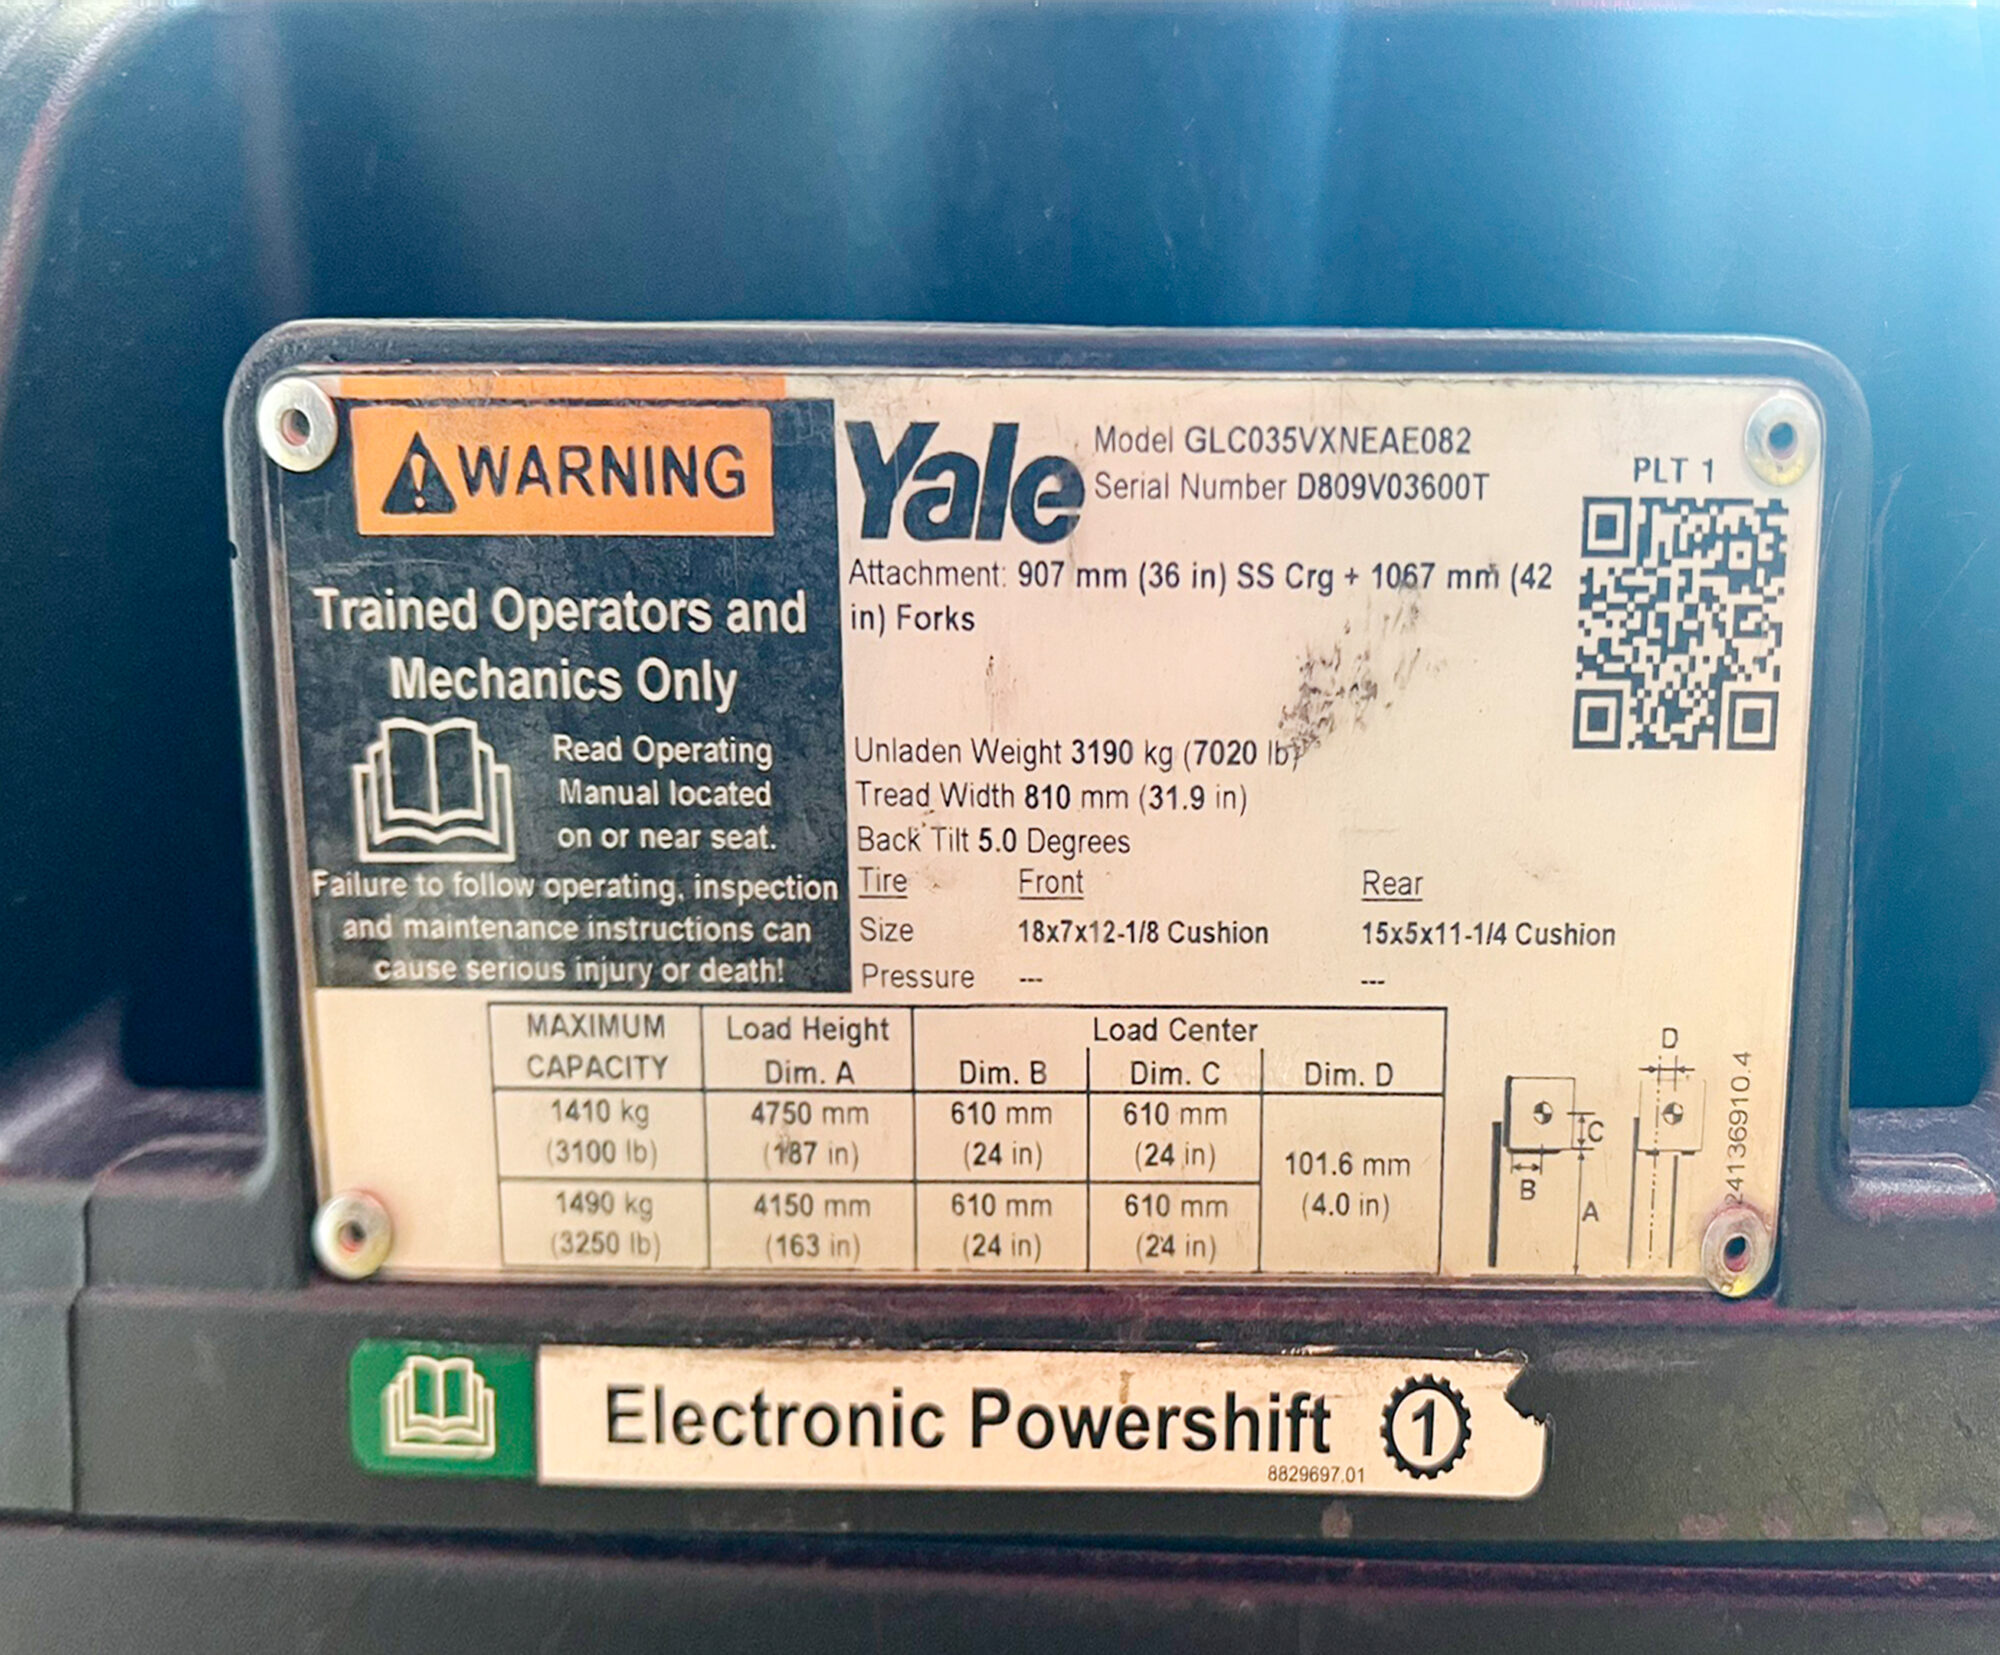 WARNING
Trained Operators and
Mechanics Only
Read Operating
Manual located
on or near seat.
Failure to follow operating, inspection
and maintenance instructions can
cause serious injury or death!
Yale
Model GLC035VXNEAE082
Serial Number D809V03600T
PLT 1
Attachment: 907 mm (36 in) SS Crg + 1067 mm (42
in) Forks
Unladen Weight 3190 kg (7020 lb)
Tread Width 810 mm (31.9 in)
Back Tilt 5.0 Degrees
Tire Front Rear
Size 18x7x12-1/8 Cushion 15x5x11-1/4 Cushion
Pressure --- ---
MAXIMUM Load Height Load Center
CAPACITY Dim. A Dim. B Dim. C Dim. D
1410 kg 4750 mm 610 mm 610 mm
(3100 lb) (187 in) (24 in) (24 in)
101.6 mm
(4.0 in)
1490 kg 4150 mm 610 mm 610 mm
(3250 lb) (163 in) (24 in) (24 in)
D
C
B
A
24136910.4
Electronic Powershift 1
8829697.01